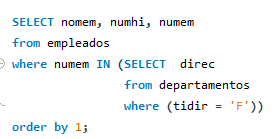 SELECT nomem, numhi, numem
from empleados
where numem IN (SELECT  direc
from departamentos
where (tidir = 'F'))
order by 1;